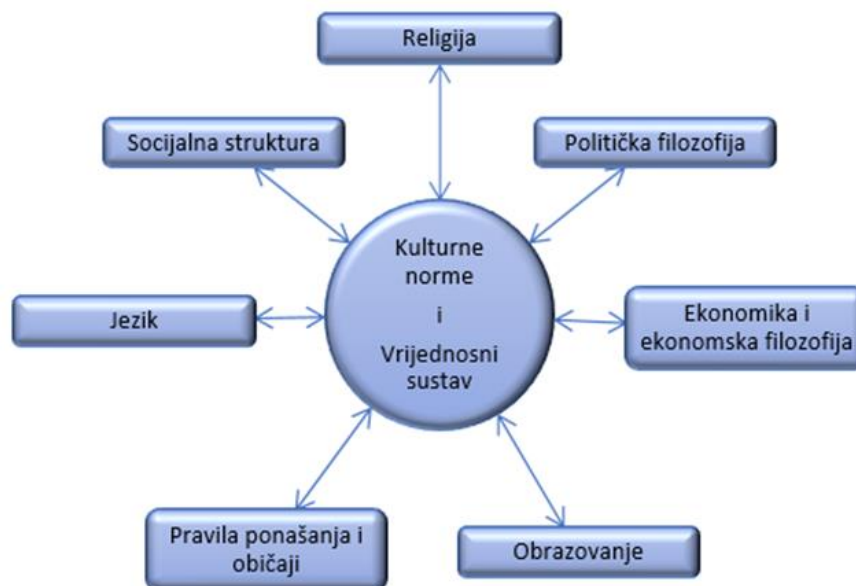 Religija
Socijalna struktura
Politička filozofija
Kulturne
norme
i
Vrijednosni
sustav
Jezik
Ekonomika i
ekonomska filozofija
Pravila ponašanja i
običaji
Obrazovanje